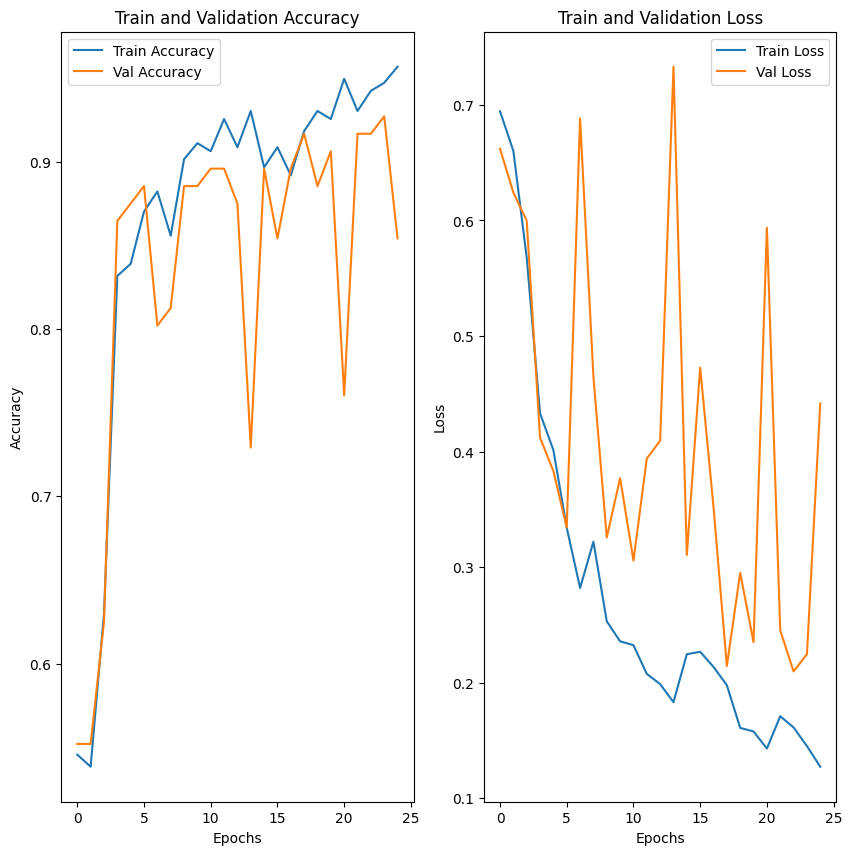 Train and Validation Accuracy
Train Accuracy
Val Accuracy
0.9
0.8
0.7
0.6
Accuracy
0
5
10
15
20
25
Epochs
Train and Validation Loss
Train Loss
Val Loss
0.7
0.6
0.5
0.4
0.3
0.2
0.1
Loss
0
5
10
15
20
25
Epochs